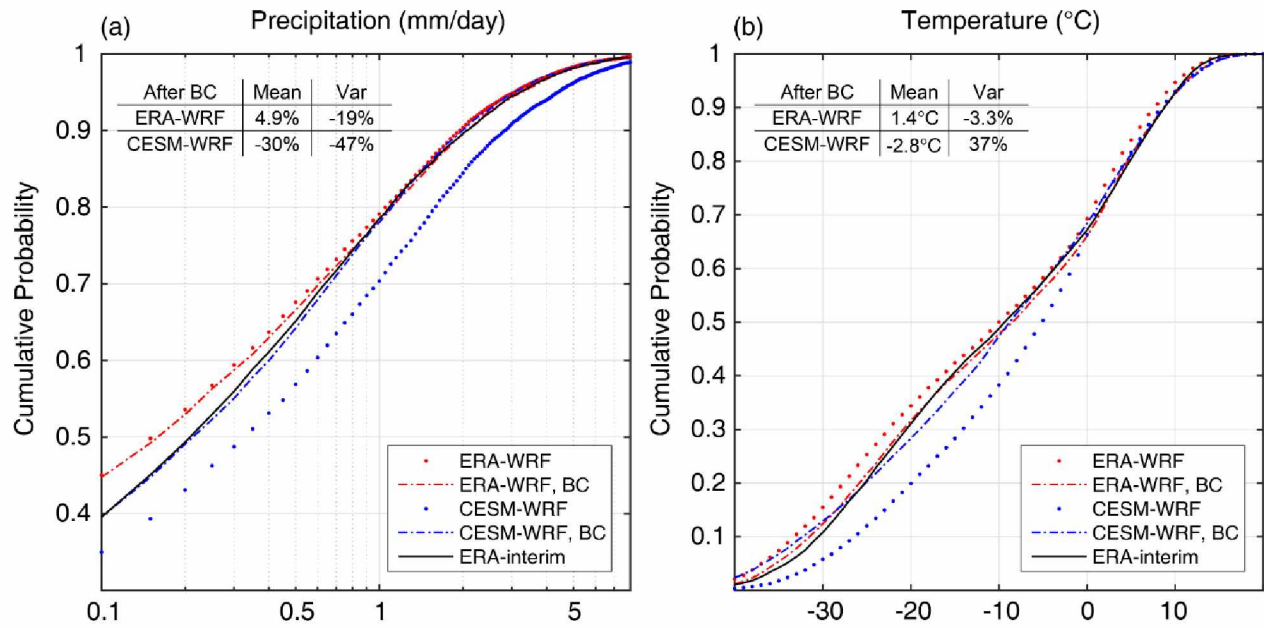 (a) Precipitation (mm/day)
Cumulative Probability
1
0.9
0.8
0.7
0.6
0.5
0.4
0.1
0.5
1
5
After BC Mean Var
ERA-WRF 4.9% -19%
CESM-WRF -30% -47%
ERA-WRF
ERA-WRF, BC
CESM-WRF
CESM-WRF, BC
ERA-interim
(b) Temperature (°C)
Cumulative Probability
1
0.9
0.8
0.7
0.6
0.5
0.4
0.3
0.2
0.1
-30
-20
-10
0
10
After BC Mean Var
ERA-WRF 1.4°C -3.3%
CESM-WRF -2.8°C 37%
ERA-WRF
ERA-WRF, BC
CESM-WRF
CESM-WRF, BC
ERA-interim